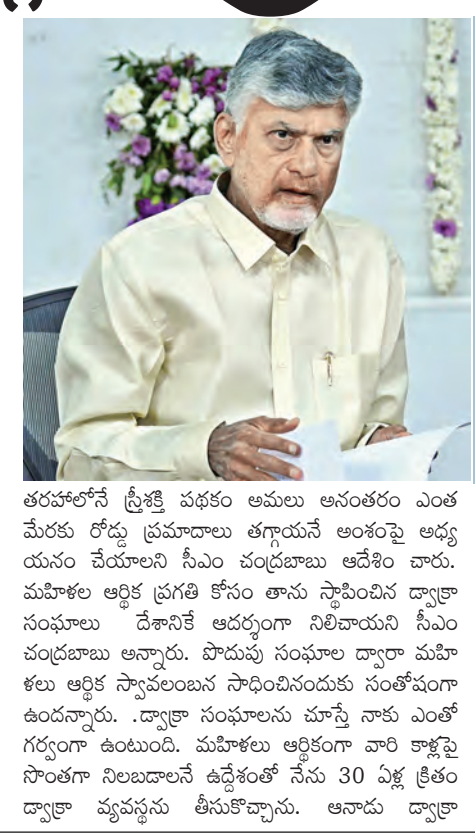 తరహాలోనే స్త్రీశక్తి పథకం అమలు అనంతరం ఎంత
మేరకు రోడ్డు ప్రమాదాలు తగ్గాయనే అంశంపై అధ్య
యనం చేయాలని సీఎం చంద్రబాబు ఆదేశిం చారు.
మహిళల ఆర్థిక ప్రగతి కోసం తాను స్థాపించిన డ్వాక్రా
సంఘాలు దేశానికే ఆదర్శంగా నిలిచాయని సీఎం
చంద్రబాబు అన్నారు. పొదుపు సంఘాల ద్వారా మహి
ళలు ఆర్థిక స్వావలంబన సాధించినందుకు సంతోషంగా
ఉందన్నారు. .డ్వాక్రా సంఘాలను చూస్తే నాకు ఎంతో
గర్వంగా ఉంటుంది. మహిళలు ఆర్థికంగా వారి కాళ్లపై
సొంతగా నిలబడాలనే ఉద్దేశంతో నేను 30 ఏళ్ల క్రితం
డ్వాక్రా వ్యవస్థను తీసుకొచ్చాను. ఆనాడు డ్వాక్రా